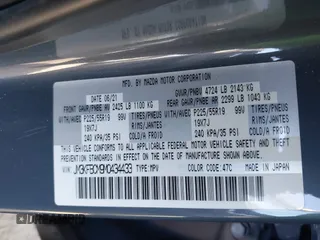 MFD. BY MAZDA MOTOR CORPORATION
DATE 06/21 GVWR/PNBV 4724 LB 2143 KG
FRONT GAWR/PNBE AV 2425 LB 1100 KG REAR GAWR/PNBE AR 2299 LB 1043 KG
WITH/AVEC P225/55R19 99V TIRES/PNEUS WITH/AVEC P225/55R19 99V TIRES/PNEUS
19X7J RIMS/JANTES 19X7J RIMS/JANTES
240 KPA/35 PSI COLD/À FROID 240 KPA/35 PSI COLD/À FROID
THIS VEHICLE CONFORMS TO ALL APPLICABLE FEDERAL MOTOR
VEHICLE SAFETY, BUMPER, AND THEFT PREVENTION STANDARDS
IN EFFECT ON THE DATE OF MANUFACTURE SHOWN ABOVE.
VIN: TYPE: MPV COLOR: 47C MADE IN JAPAN